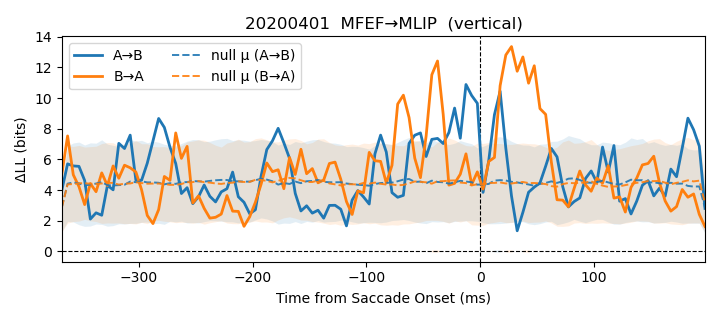 20200401  MFEF→MLIP  (vertical)
14
12
10
8
6
4
2
0
ΔLL (bits)
A→B
B→A
null μ (A→B)
null μ (B→A)
−300
−200
−100
0
100
Time from Saccade Onset (ms)